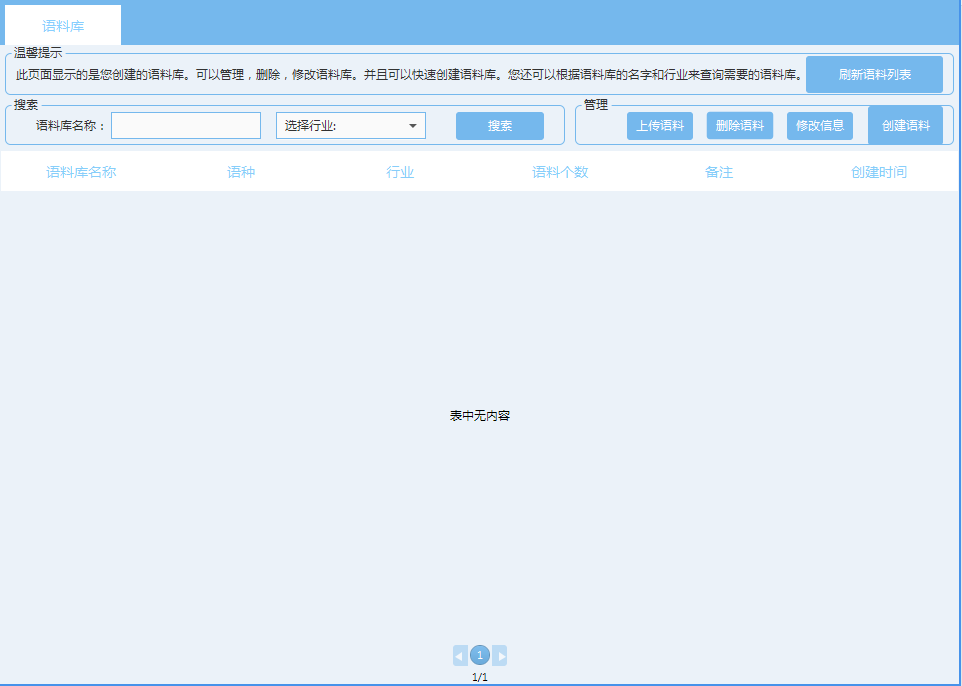 语料库
温馨提示
此页面显示的是您创建的语料库。可以管理，删除，修改语料库。并且可以快速创建语料库。您还可以根据语料库的名字和行业来查询需要的语料库。 刷新语料列表
搜索 管理
语料库名称： 选择行业: 搜索 上传语料 删除语料 修改信息 创建语料
语料库名称 语种 行业 语料个数 备注 创建时间
表中无内容
1
1/1